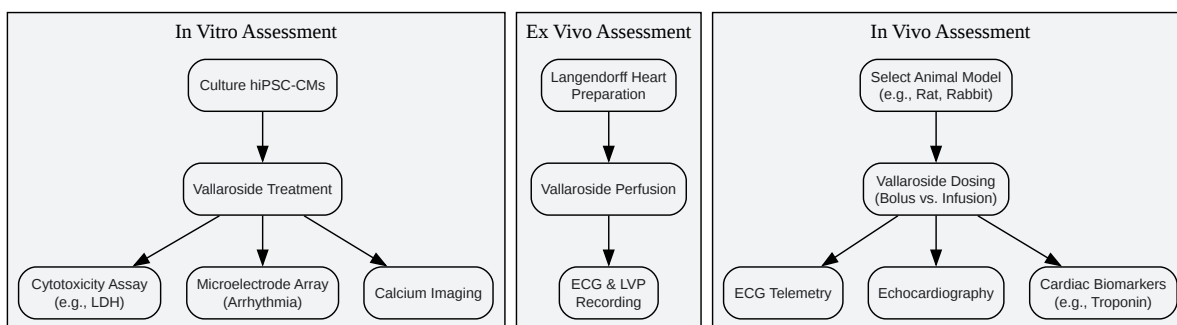 In Vitro Assessment
Culture hiPSC-CMs
Vallaroside Treatment
Cytotoxicity Assay
(e.g., LDH)
Microelectrode Array
(Arrhythmia)
Calcium Imaging
Ex Vivo Assessment
Langendorff Heart
Preparation
Vallaroside Perfusion
ECG & LVP
Recording
In Vivo Assessment
Select Animal Model
(e.g., Rat, Rabbit)
Vallaroside Dosing
(Bolus vs. Infusion)
ECG Telemetry
Echocardiography
Cardiac Biomarkers
(e.g., Troponin)